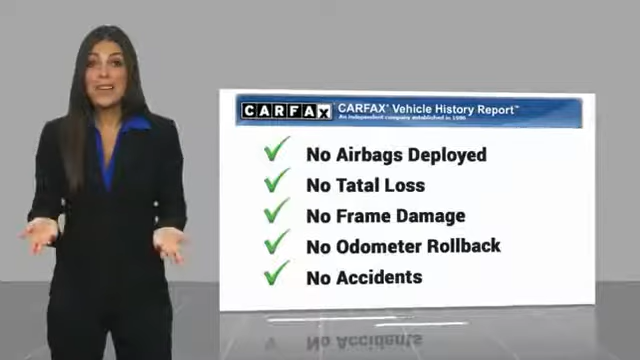 CARFAX CARFAX® Vehicle History Report™
An independent company established in 1986
No Airbags Deployed
No Tatal Loss
No Frame Damage
No Odometer Rollback
No Accidents